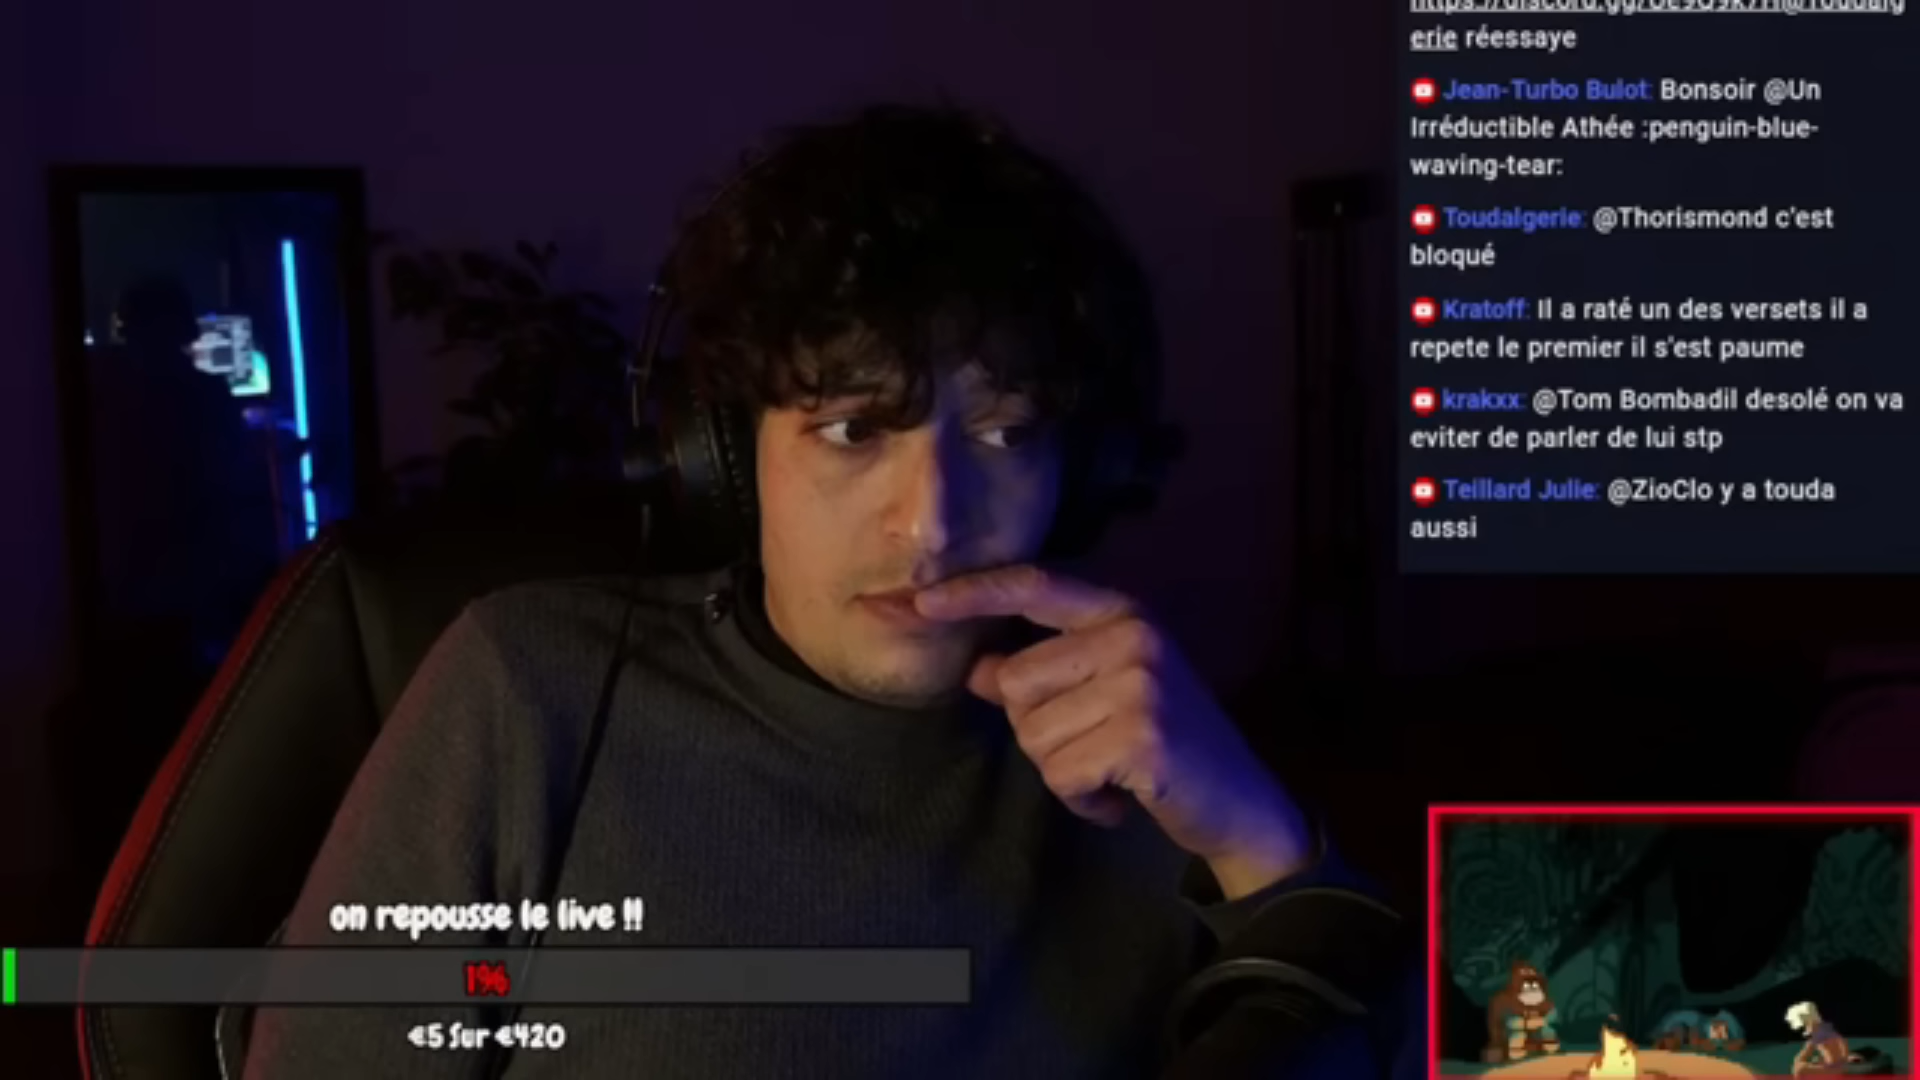 erie réessaye
Jean-Turbo Bulot: Bonsoir @Un
Irréductible Athée :penguin-blue-
waving-tear:
Toudalgerie: @Thorismond c'est
bloqué
Kratoff: Il a raté un des versets il a
repete le premier il s'est paume
krakxx: @Tom Bombadil desolé on va
eviter de parler de lui stp
Teillard Julie: @ZioClo y a touda
aussi
on repousse le live !!
1%
€5 Sur €420